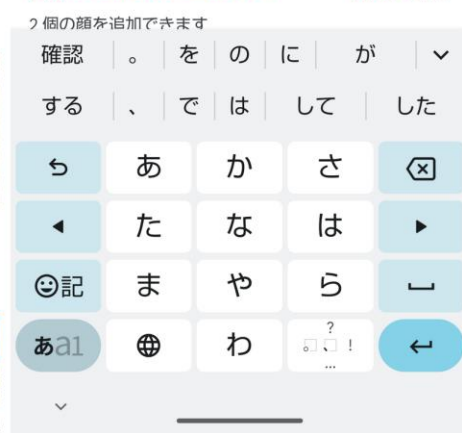 2 個の顔を追加できます
確認 。 を の に が
する 、 で は して した
あ か さ
た な は
記 ま や ら
あa1 わ 。、?!…